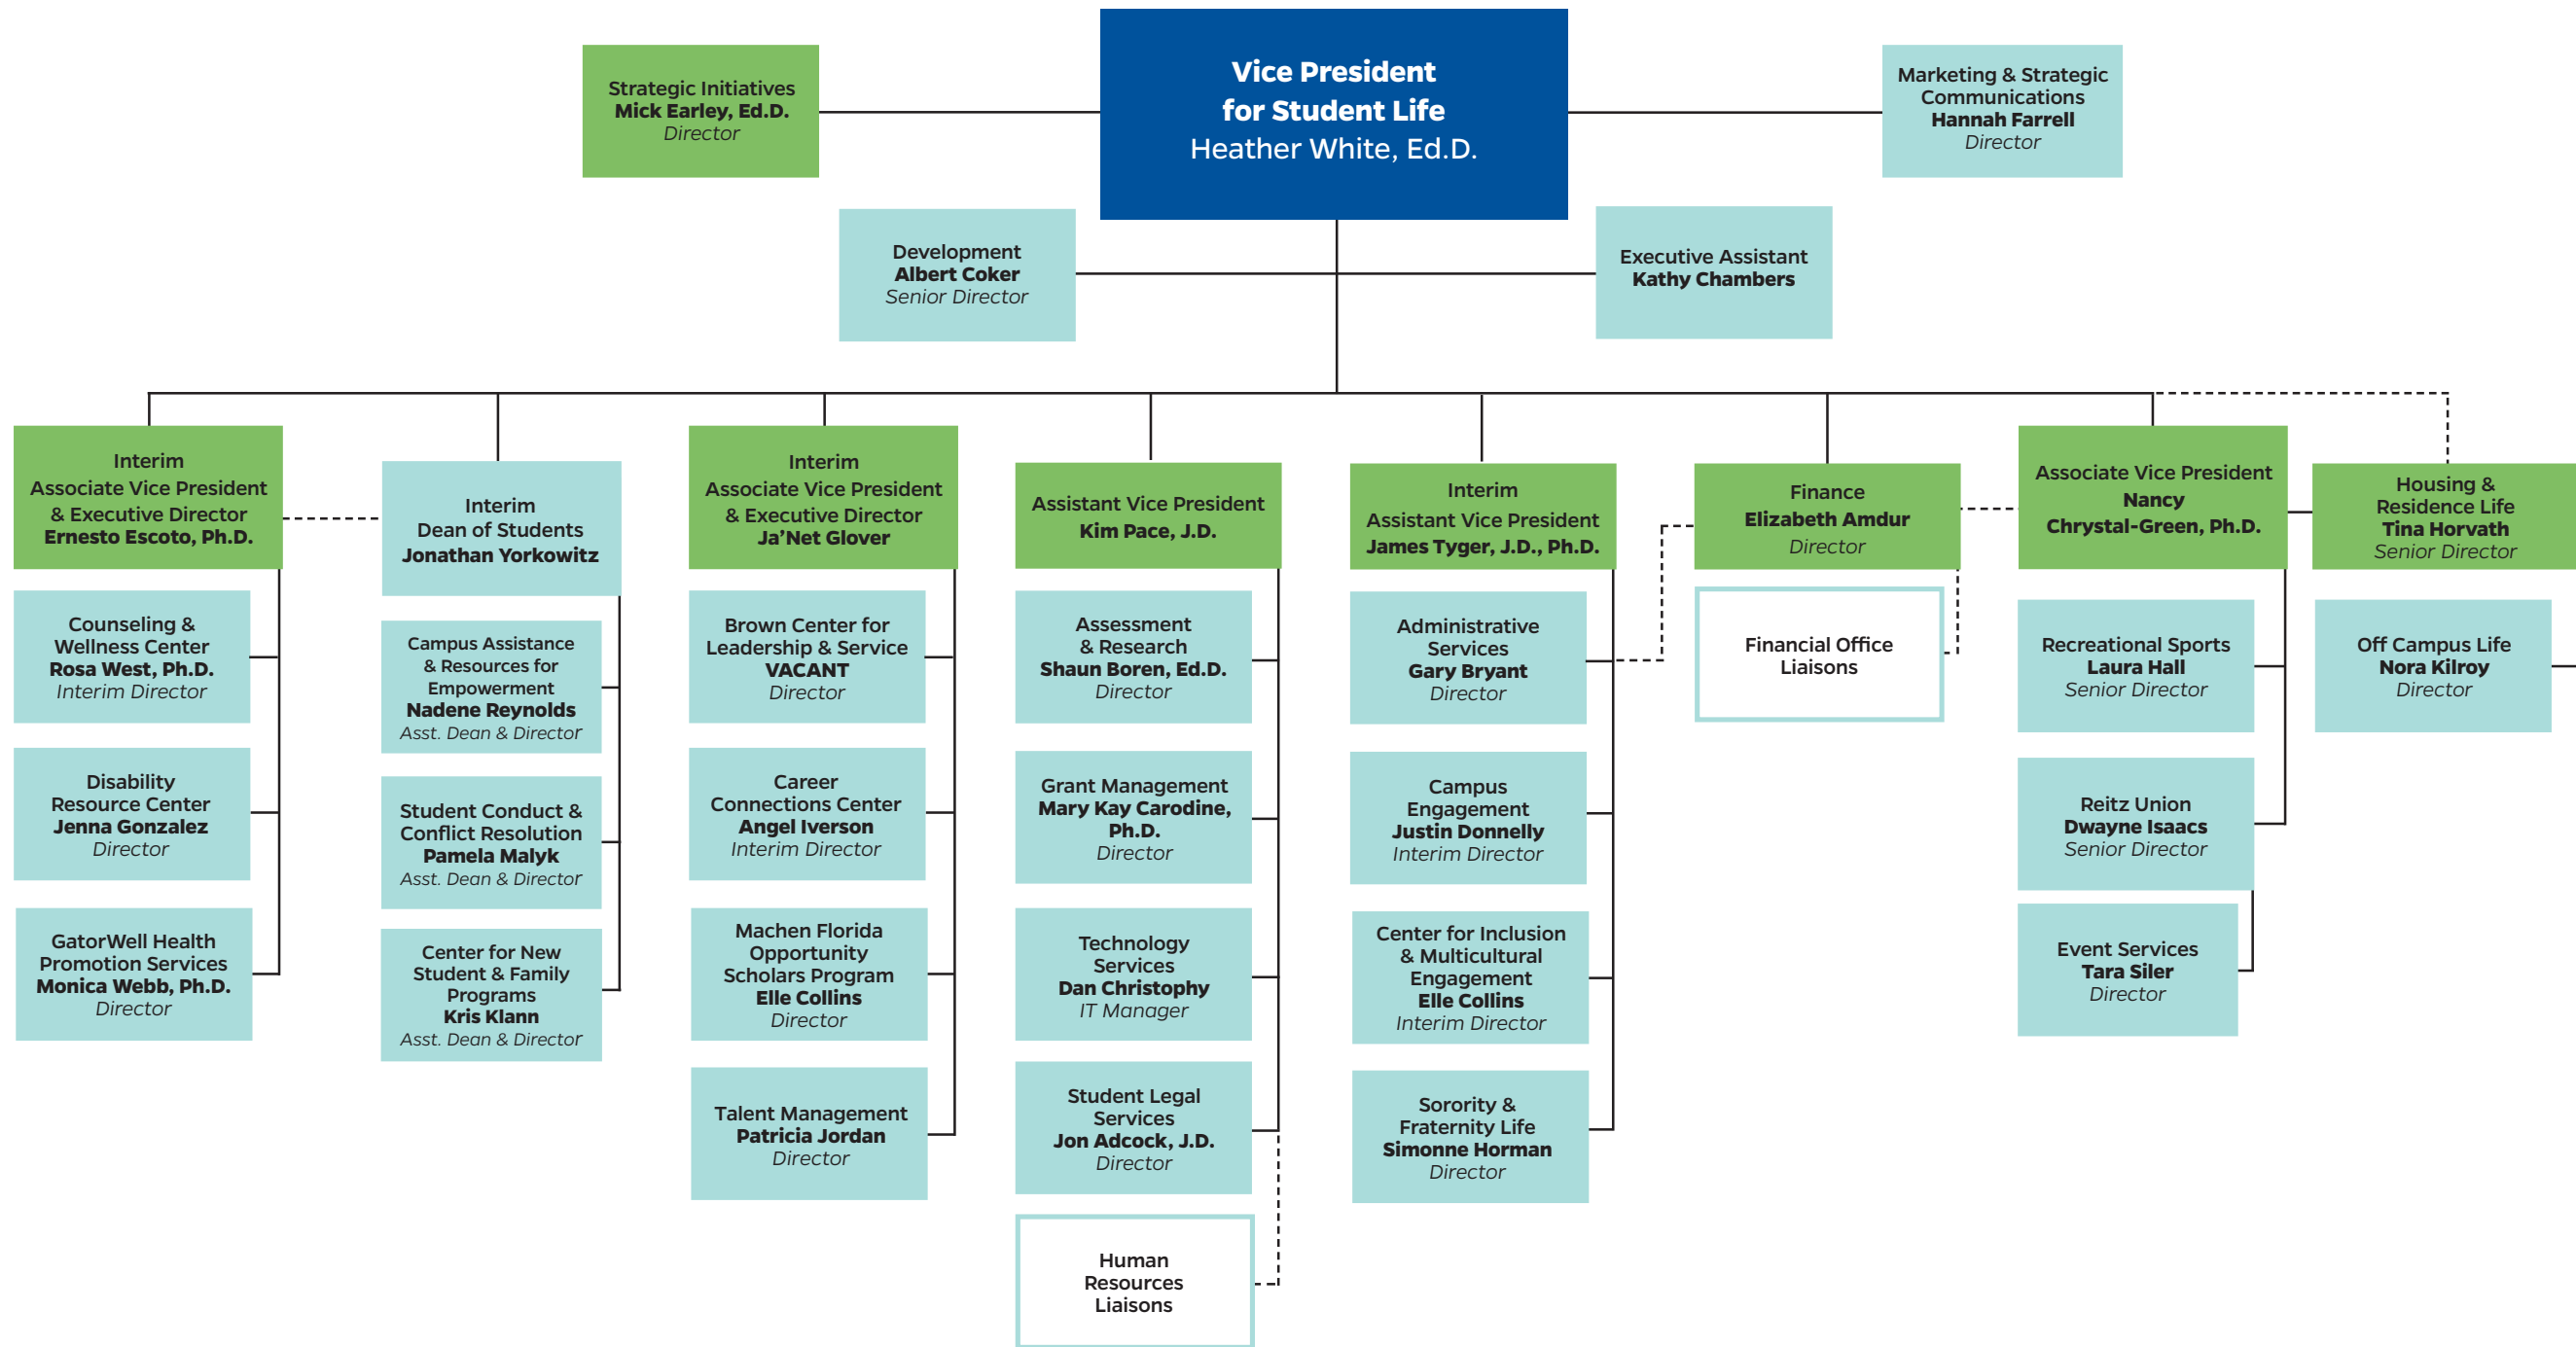 Strategic Initiatives
Mick Earley, Ed.D.
Director
Vice President
for Student Life
Heather White, Ed.D.
Marketing & Strategic
Communications
Hannah Farrell
Director
Development
Albert Coker
Senior Director
Executive Assistant
Kathy Chambers
Interim
Associate Vice President
& Executive Director
Ernesto Escoto, Ph.D.
Counseling &
Wellness Center
Rosa West, Ph.D.
Interim Director
Disability
Resource Center
Jenna Gonzalez
Director
GatorWell Health
Promotion Services
Monica Webb, Ph.D.
Director
Interim
Dean of Students
Jonathan Yorkowitz
Campus Assistance
& Resources for
Empowerment
Nadene Reynolds
Asst. Dean & Director
Student Conduct &
Conflict Resolution
Pamela Malyk
Asst. Dean & Director
Center for New
Student & Family
Programs
Kris Klann
Asst. Dean & Director
Interim
Associate Vice President
& Executive Director
Ja’Net Glover
Brown Center for
Leadership & Service
VACANT
Director
Career
Connections Center
Angel Iverson
Interim Director
Machen Florida
Opportunity
Scholars Program
Elle Collins
Director
Talent Management
Patricia Jordan
Director
Assistant Vice President
Kim Pace, J.D.
Assessment
& Research
Shaun Boren, Ed.D.
Director
Grant Management
Mary Kay Carodine,
Ph.D.
Director
Technology
Services
Dan Christophy
IT Manager
Student Legal
Services
Jon Adcock, J.D.
Director
Human
Resources
Liaisons
Interim
Assistant Vice President
James Tyger, J.D., Ph.D.
Administrative
Services
Gary Bryant
Director
Campus
Engagement
Justin Donnelly
Interim Director
Center for Inclusion
& Multicultural
Engagement
Elle Collins
Interim Director
Sorority &
Fraternity Life
Simonne Horman
Director
Finance
Elizabeth Amdur
Director
Financial Office
Liaisons
Associate Vice President
Nancy
Chrystal-Green, Ph.D.
Recreational Sports
Laura Hall
Senior Director
Reitz Union
Dwayne Isaacs
Senior Director
Event Services
Tara Siler
Director
Housing &
Residence Life
Tina Horvath
Senior Director
Off Campus Life
Nora Kilroy
Director